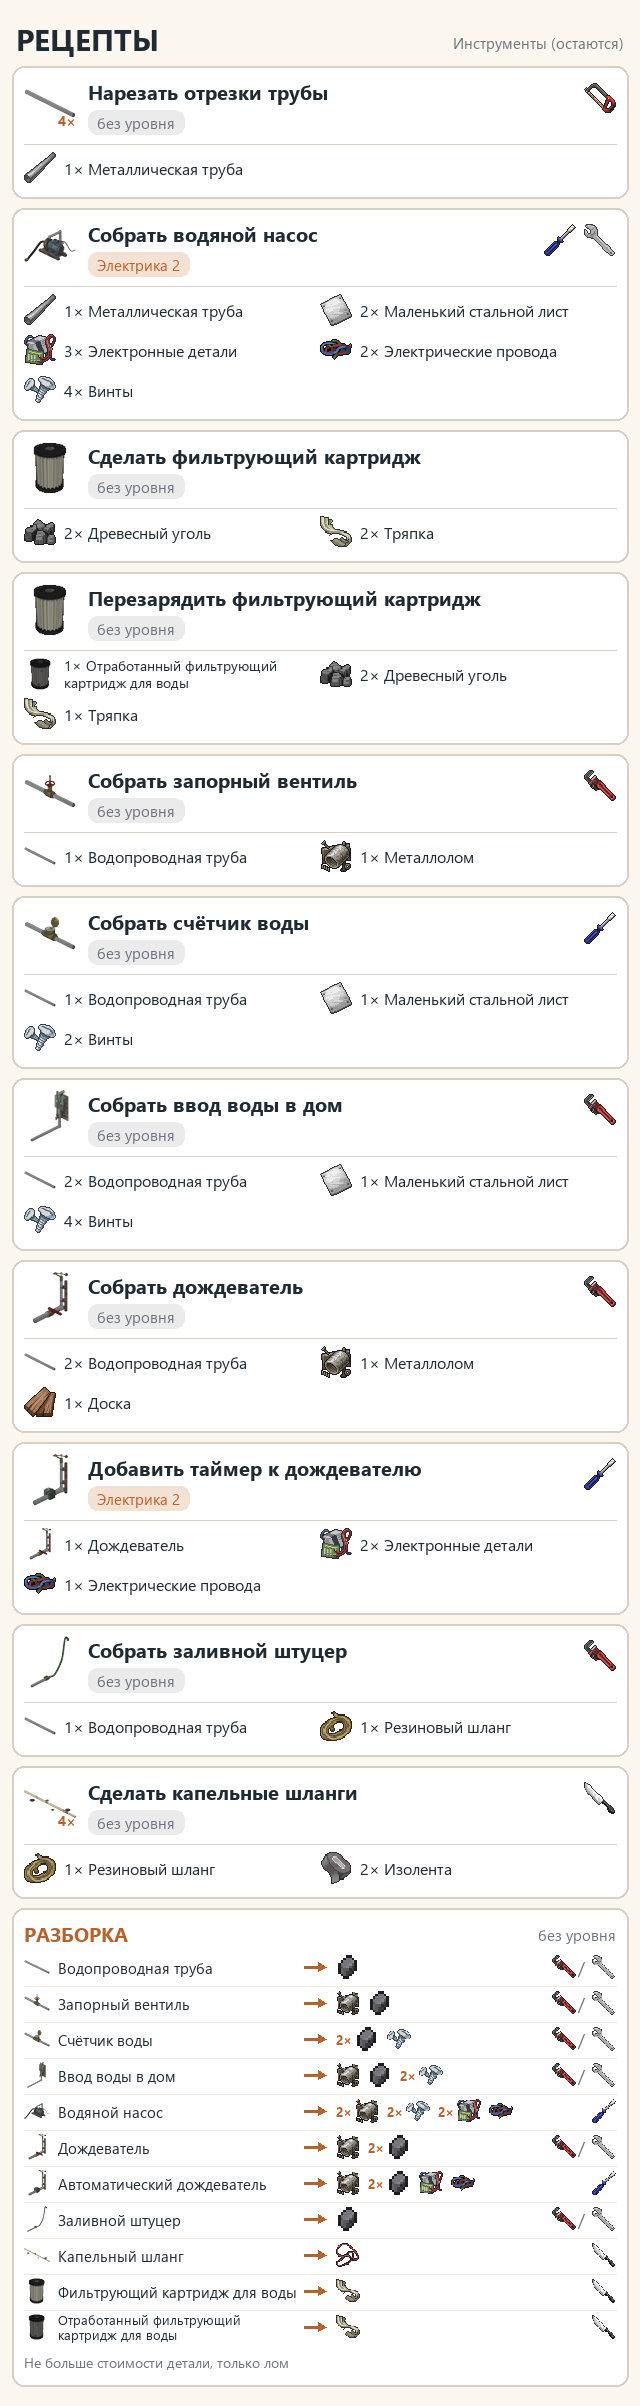 РЕЦЕПТЫ
Инструменты (остаются)
Нарезать отрезки трубы
4×
без уровня
1× Металлическая труба
Собрать водяной насос
Электрика 2
1× Металлическая труба
2× Маленький стальной лист
3× Электронные детали
2× Электрические провода
4× Винты
Сделать фильтрующий картридж
без уровня
2× Древесный уголь
2× Тряпка
Перезарядить фильтрующий картридж
без уровня
1× Отработанный фильтрующий
картридж для воды
2× Древесный уголь
1× Тряпка
Собрать запорный вентиль
без уровня
1× Водопроводная труба
1× Металлолом
Собрать счётчик воды
без уровня
1× Водопроводная труба
1× Маленький стальной лист
2× Винты
Собрать ввод воды в дом
без уровня
2× Водопроводная труба
1× Маленький стальной лист
4× Винты
Собрать дождеватель
без уровня
2× Водопроводная труба
1× Металлолом
1× Доска
Добавить таймер к дождевателю
Электрика 2
1× Дождеватель
2× Электронные детали
1× Электрические провода
Собрать заливной штуцер
без уровня
1× Водопроводная труба
1× Резиновый шланг
Сделать капельные шланги
4×
без уровня
1× Резиновый шланг
2× Изолента
РАЗБОРКА
без уровня
Водопроводная труба /
Запорный вентиль /
Счётчик воды 2× /
Ввод воды в дом 2× /
Водяной насос 2× 2× 2×
Дождеватель 2× /
Автоматический дождеватель 2×
Заливной штуцер /
Капельный шланг
Фильтрующий картридж для воды
Отработанный фильтрующий
картридж для воды
Не больше стоимости детали, только лом